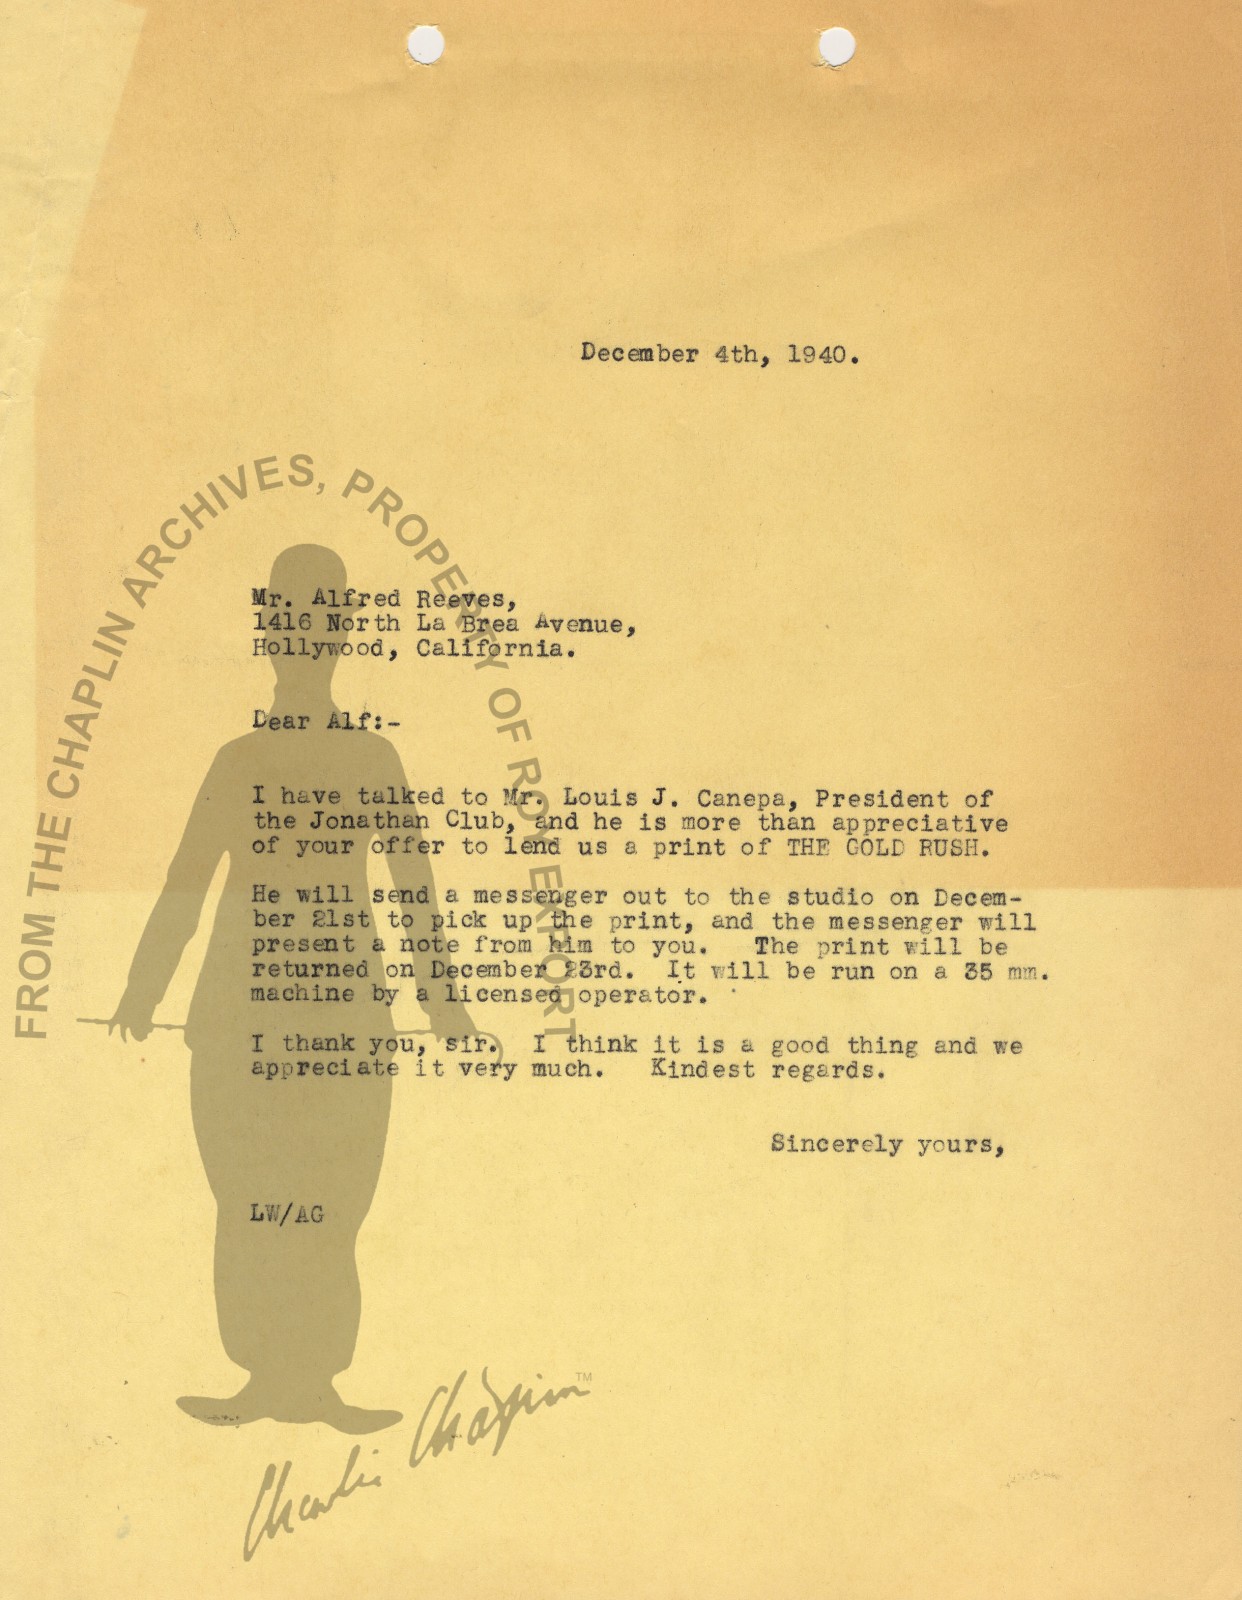 December 4th, 1940.
FROM THE CHAPLIN ARCHIVES, PROPERTY OF ROY EXPORT
Mr. Alfred Reeves,
1416 North La Brea Avenue,
Hollywood, California.
Dear Alf:-
I have talked to Mr. Louis J. Canepa, President of
the Jonathan Club, and he is more than appreciative
of your offer to lend us a print of THE GOLD RUSH.
He will send a messenger out to the studio on Decem-
ber 21st to pick up the print, and the messenger will
present a note from him to you. The print will be
returned on December 23rd. It will be run on a 35 mm.
machine by a licensed operator.
I thank you, sir. I think it is a good thing and we
appreciate it very much. Kindest regards.
Sincerely yours,
LW/AG
Charlie Chaplin™